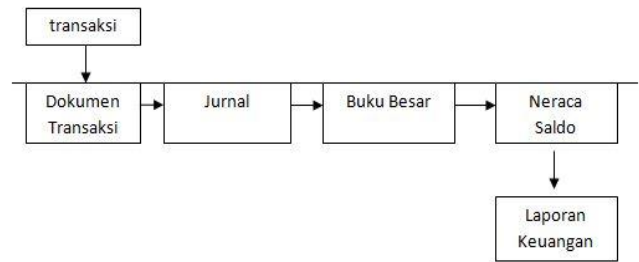 transaksi
Dokumen
Transaksi
Jurnal
Buku Besar
Neraca
Saldo
Laporan
Keuangan